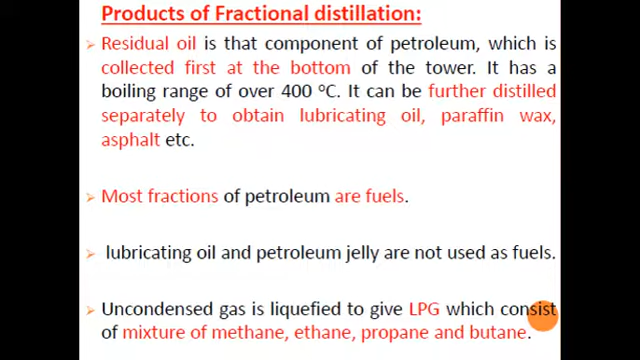 Products of Fractional distillation:
➢ Residual oil is that component of petroleum, which is
collected first at the bottom of the tower. It has a
boiling range of over 400 °C. It can be further distilled
separately to obtain lubricating oil, paraffin wax,
asphalt etc.
➢ Most fractions of petroleum are fuels.
➢ lubricating oil and petroleum jelly are not used as fuels.
➢ Uncondensed gas is liquefied to give LPG which consist
of mixture of methane, ethane, propane and butane.